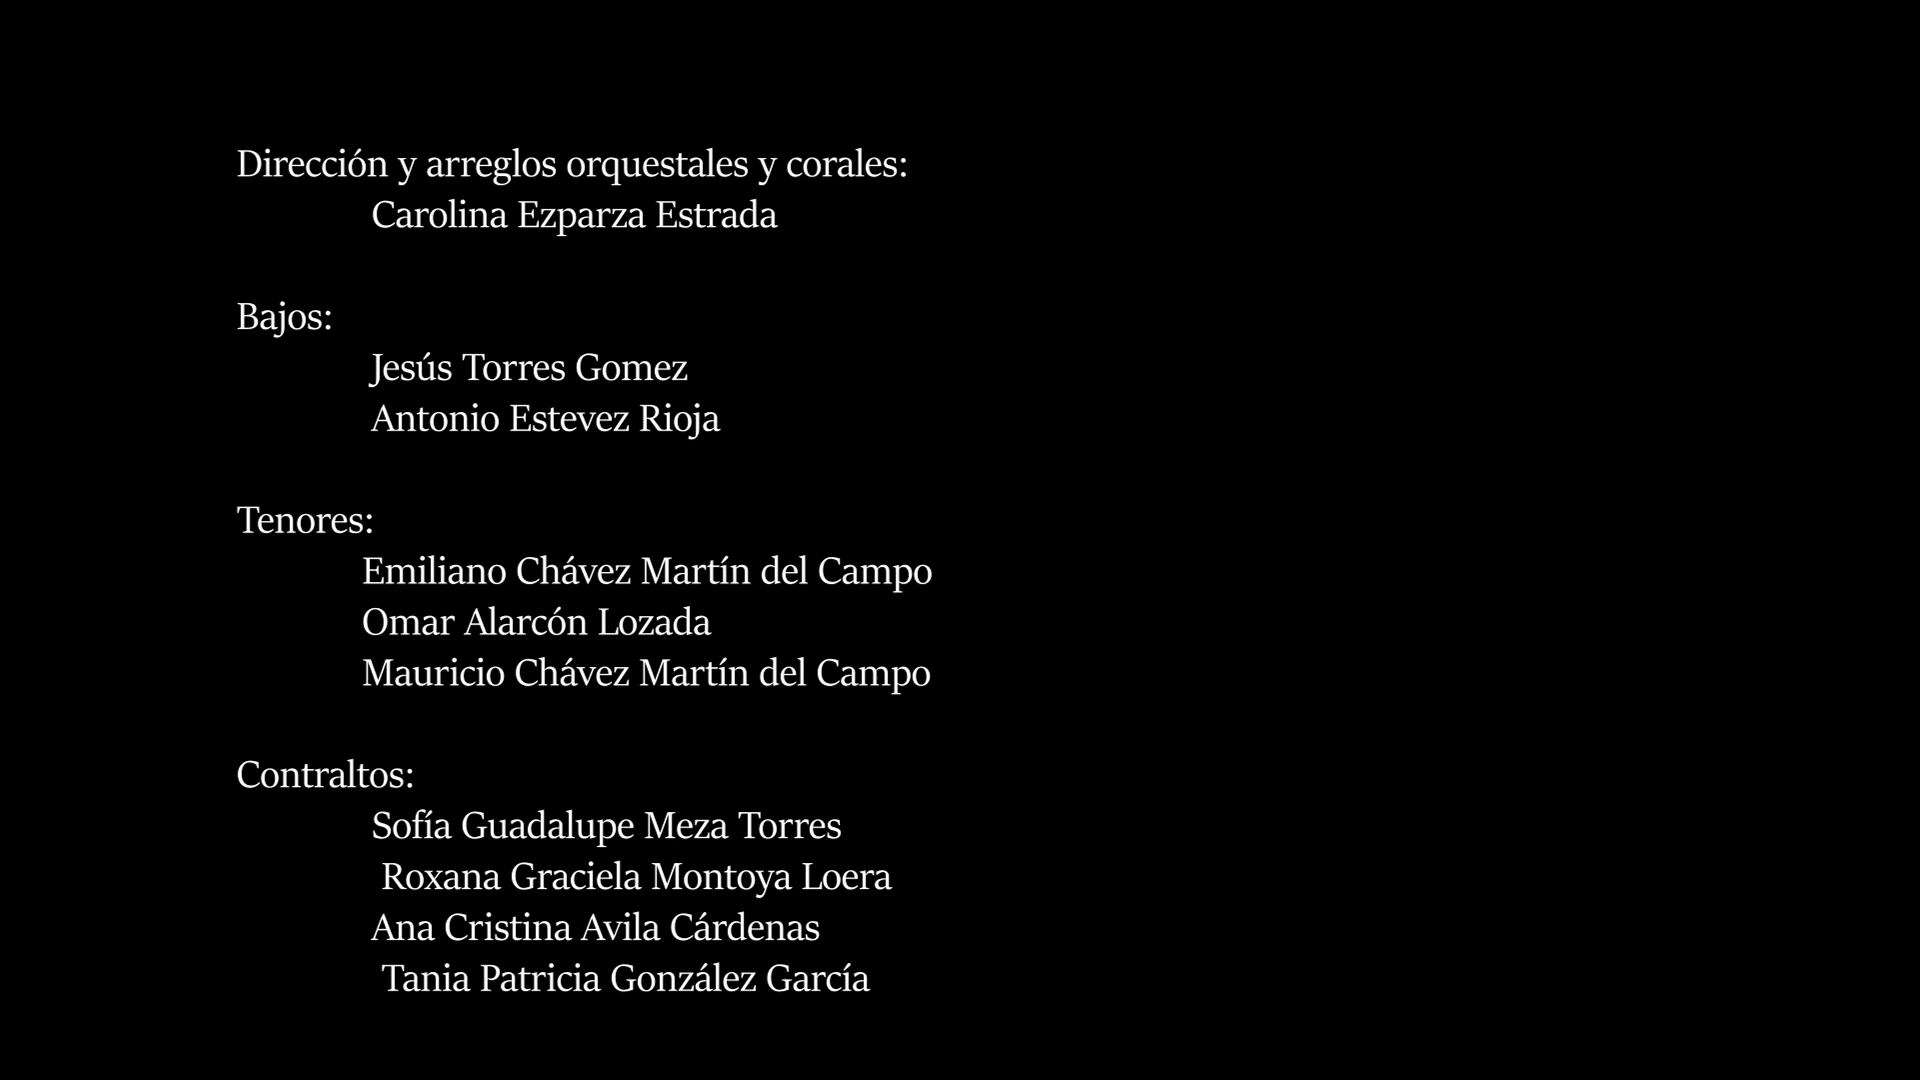 Dirección y arreglos orquestales y corales:
Carolina Ezparza Estrada
Bajos:
Jesús Torres Gomez
Antonio Estevez Rioja
Tenores:
Emiliano Chávez Martín del Campo
Omar Alarcón Lozada
Mauricio Chávez Martín del Campo
Contraltos:
Sofía Guadalupe Meza Torres
Roxana Graciela Montoya Loera
Ana Cristina Avila Cárdenas
Tania Patricia González García